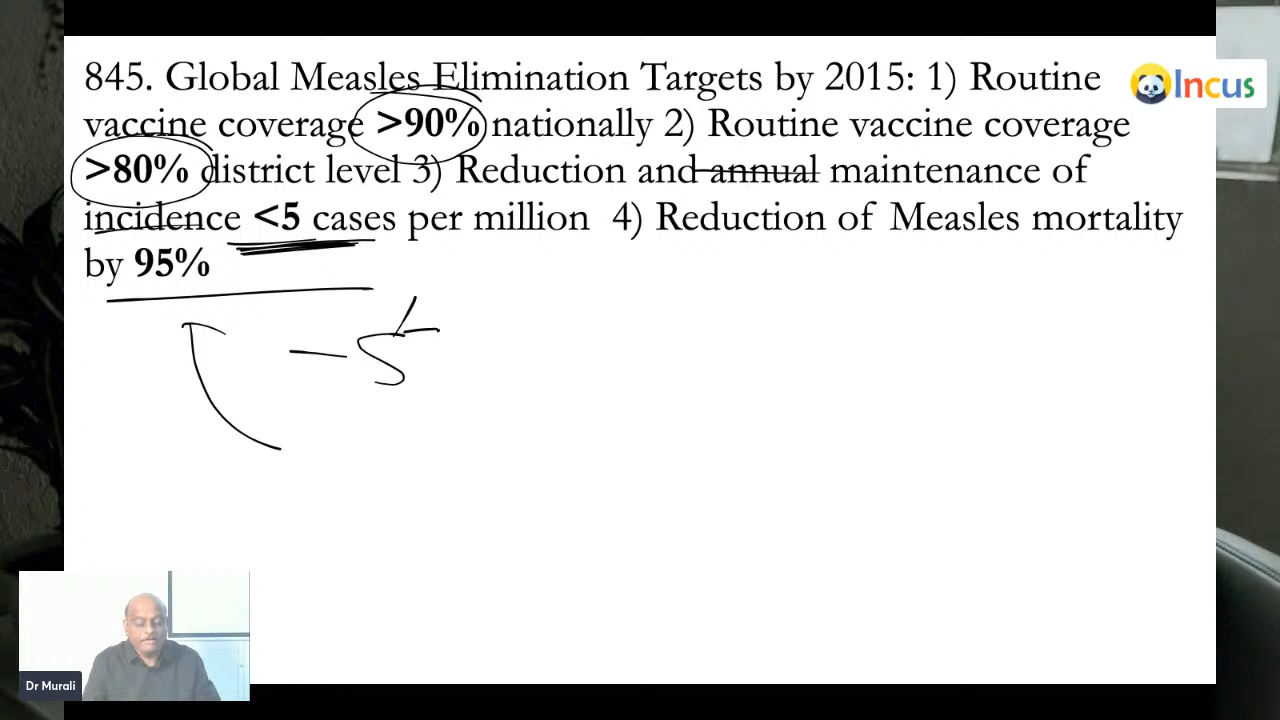 845. Global Measles Elimination Targets by 2015: 1) Routine
vaccine coverage >90% nationally 2) Routine vaccine coverage
>80% district level 3) Reduction and annual maintenance of
incidence <5 cases per million 4) Reduction of Measles mortality
by 95%
Incus
- 5
Dr Murali